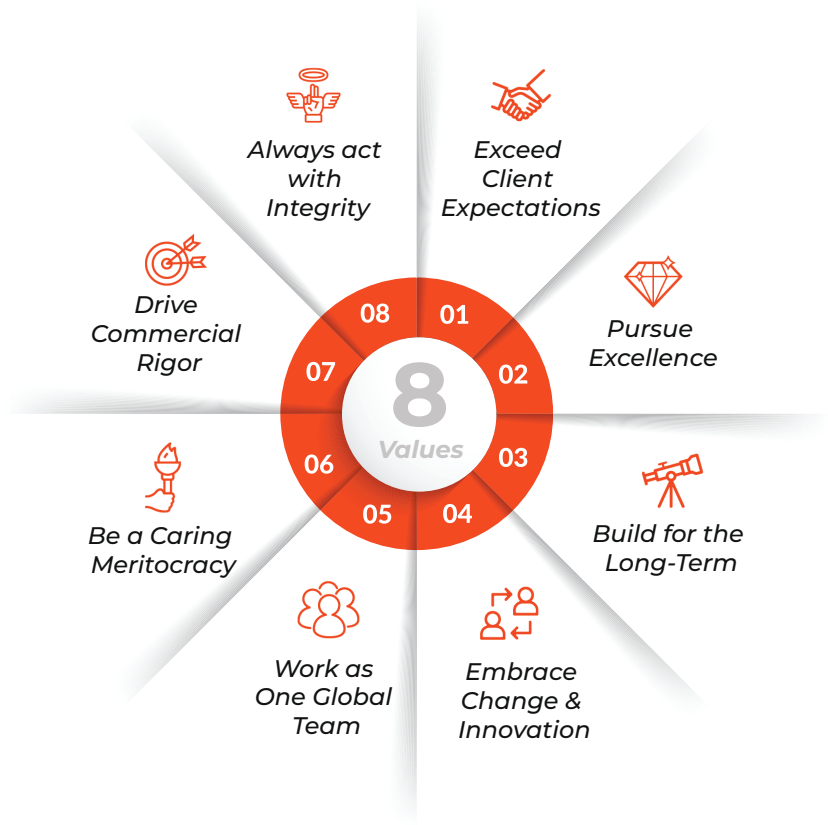 8
Values
01
Exceed
Client
Expectations
02
Pursue
Excellence
03
Build for the
Long-Term
04
Embrace
Change &
Innovation
05
Work as
One Global
Team
06
Be a Caring
Meritocracy
07
Drive
Commercial
Rigor
08
Always act
with
Integrity